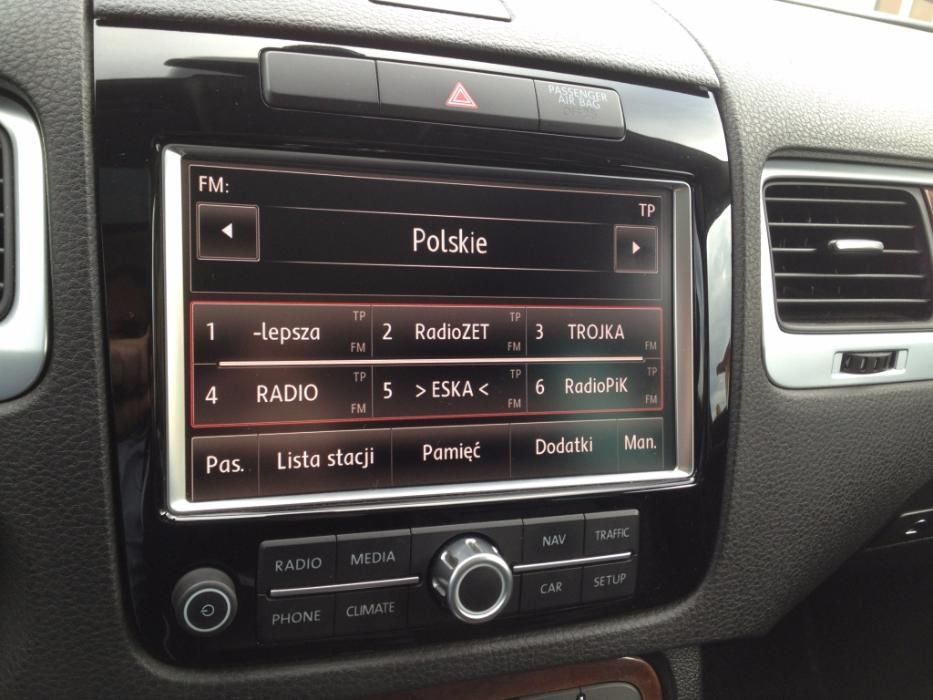 PASSENGER
AIR BAG
FM:
TP
Polskie
1 -lepsza TP FM
2 RadioZET TP FM
3 TROJKA FM
4 RADIO TP FM
5 > ESKA < TP FM
6 RadioPiK TP FM
Pas. Lista stacji Pamięć Dodatki Man.
RADIO MEDIA NAV TRAFFIC
PHONE CLIMATE CAR SETUP